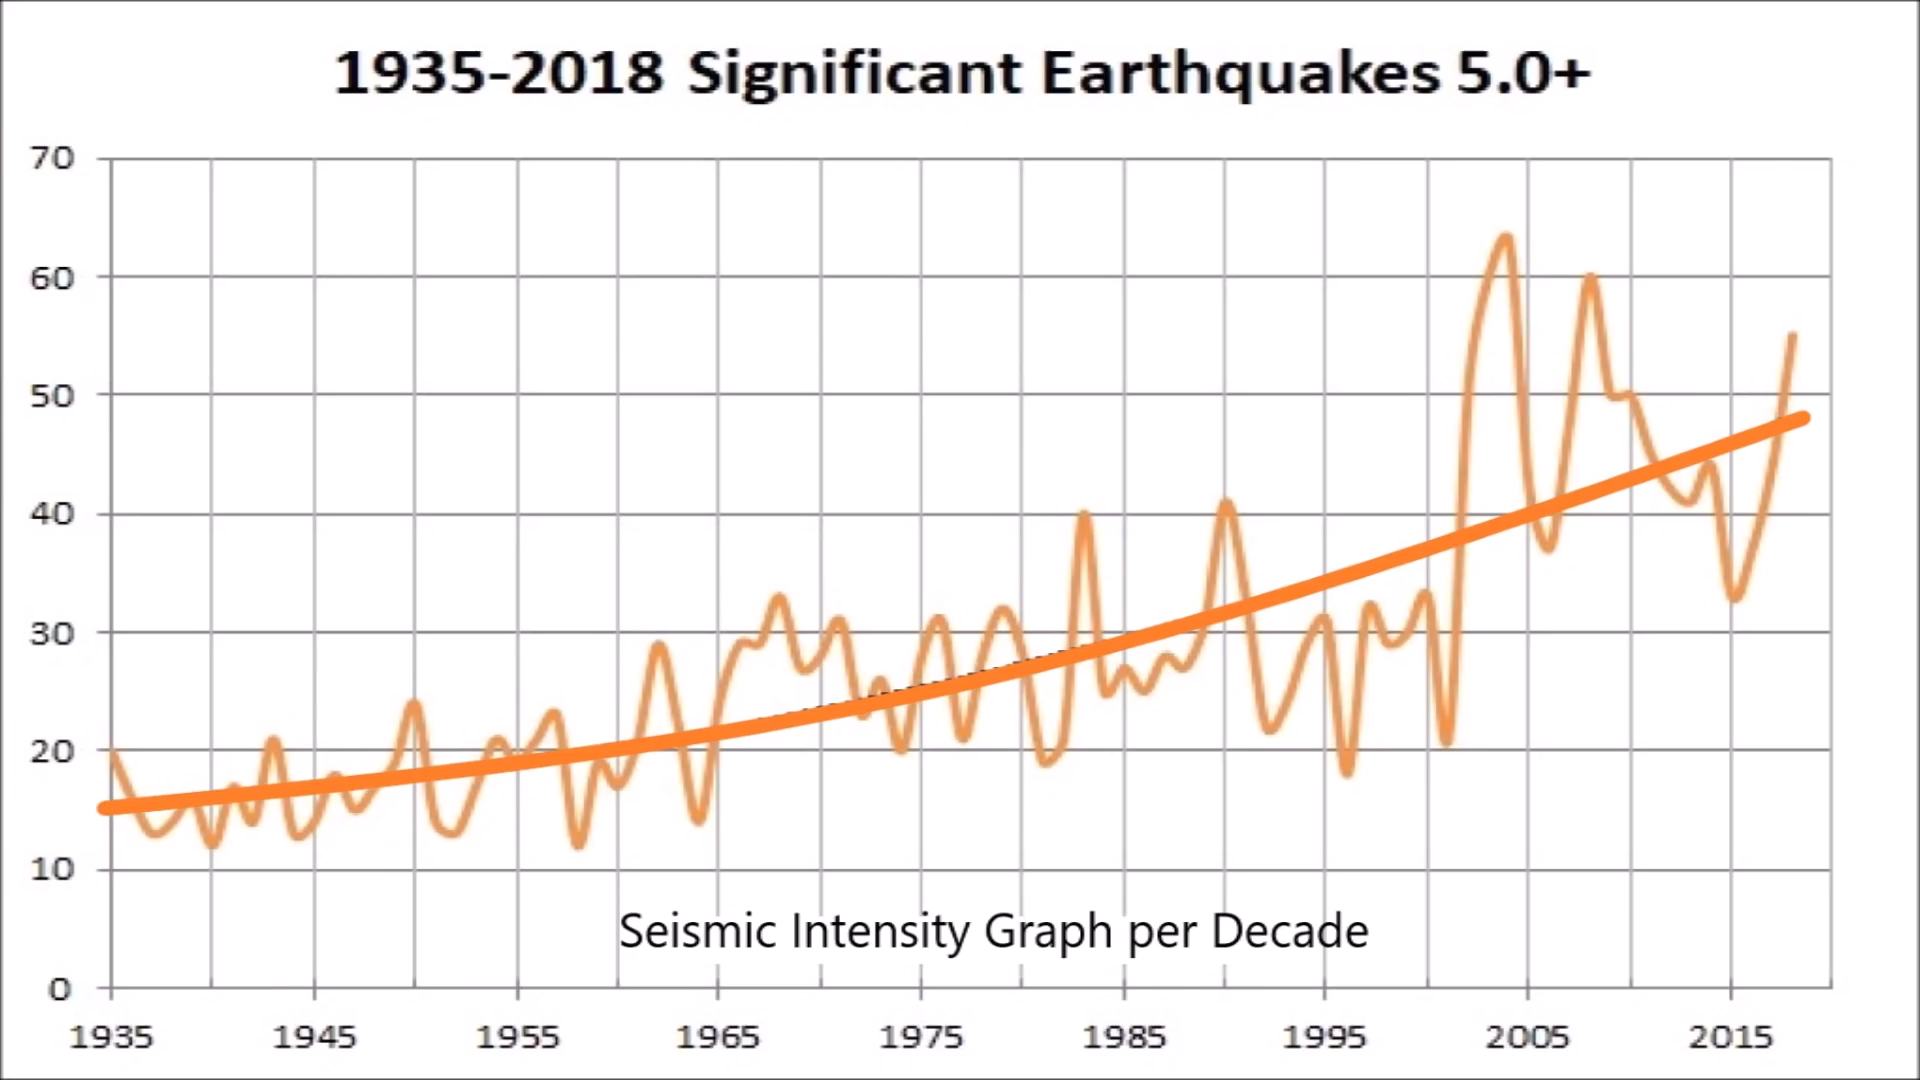 1935-2018 Significant Earthquakes 5.0+
70
60
50
40
30
20
10
0
Seismic Intensity Graph per Decade
1935 1945 1955 1965 1975 1985 1995 2005 2015